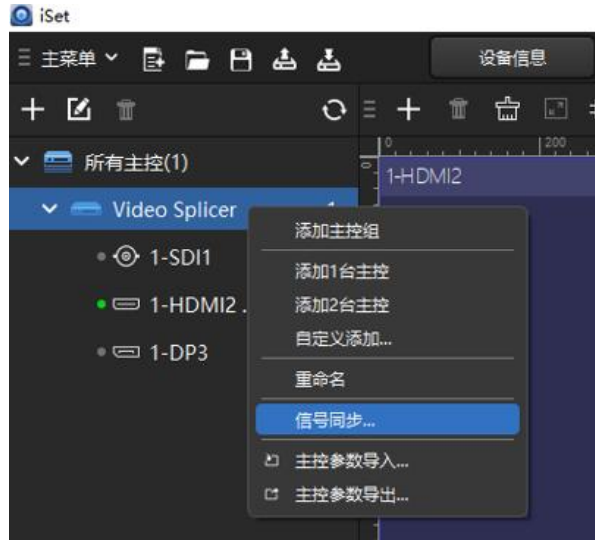 iSet
主菜单
设备信息
所有主控(1)
0
200
0
1-HDMI2
Video Splicer
添加主控组
1-SDI1
添加1台主控
1-HDMI2 .
添加2台主控
自定义添加...
1-DP3
重命名
信号同步...
主控参数导入...
主控参数导出...